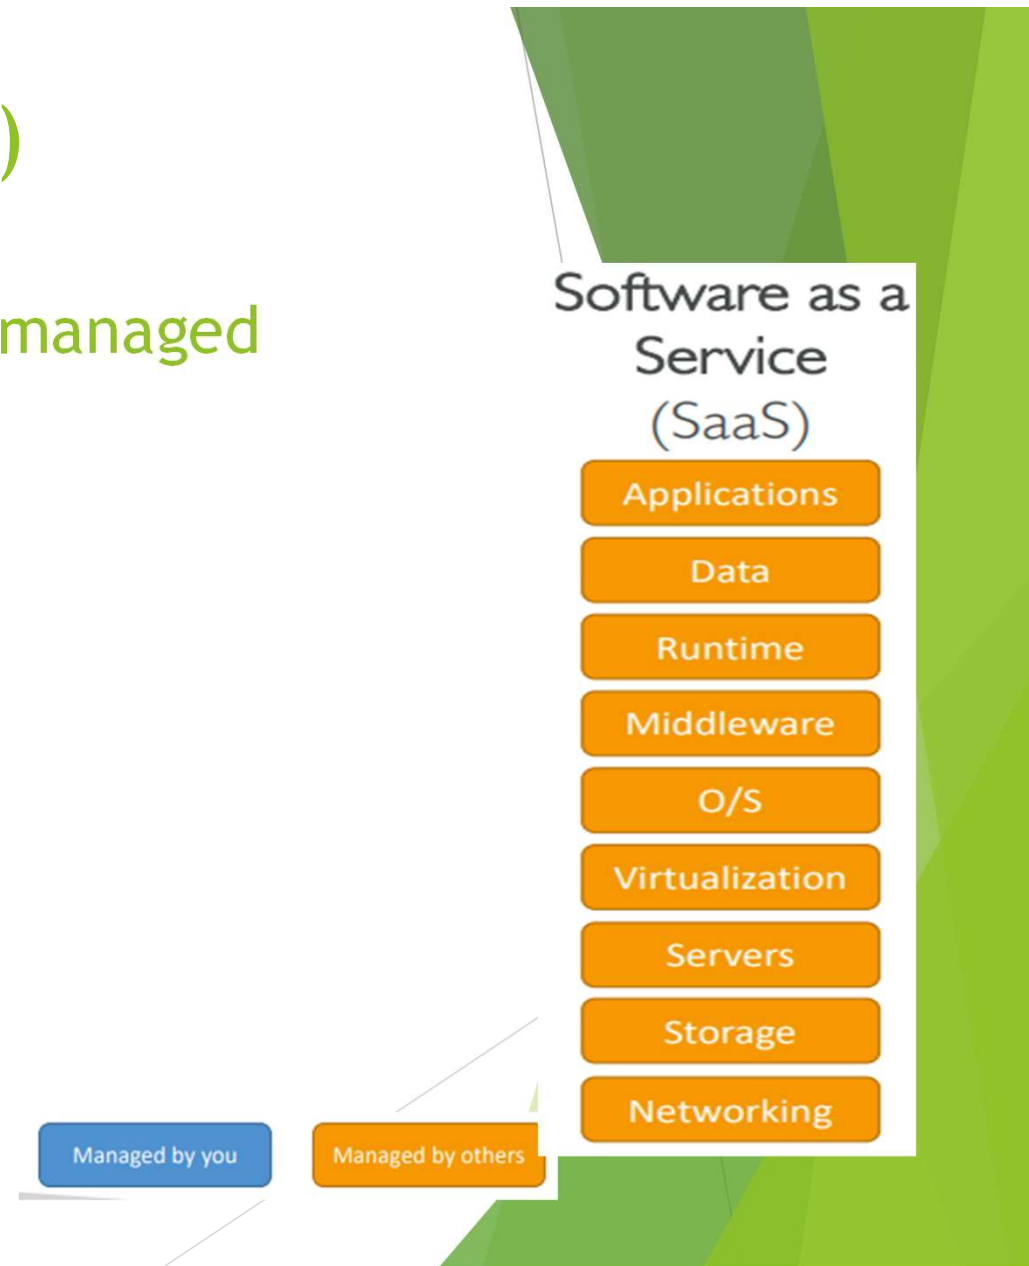 )
managed
Software as a
Service
(SaaS)
Applications
Data
Runtime
Middleware
O/S
Virtualization
Servers
Storage
Networking
Managed by you
Managed by others